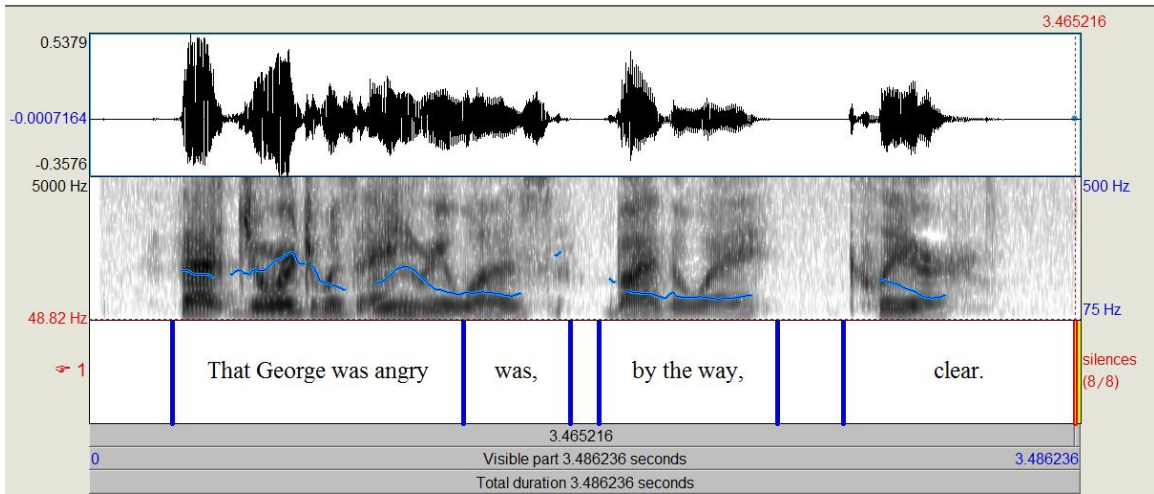 3.465216
0.5379
-0.0007164
-0.3576
5000 Hz
500 Hz
48.82 Hz
75 Hz
1
That George was angry
was,
by the way,
clear.
silences
(8/8)
3.465216
0
Visible part 3.486236 seconds
3.486236
Total duration 3.486236 seconds